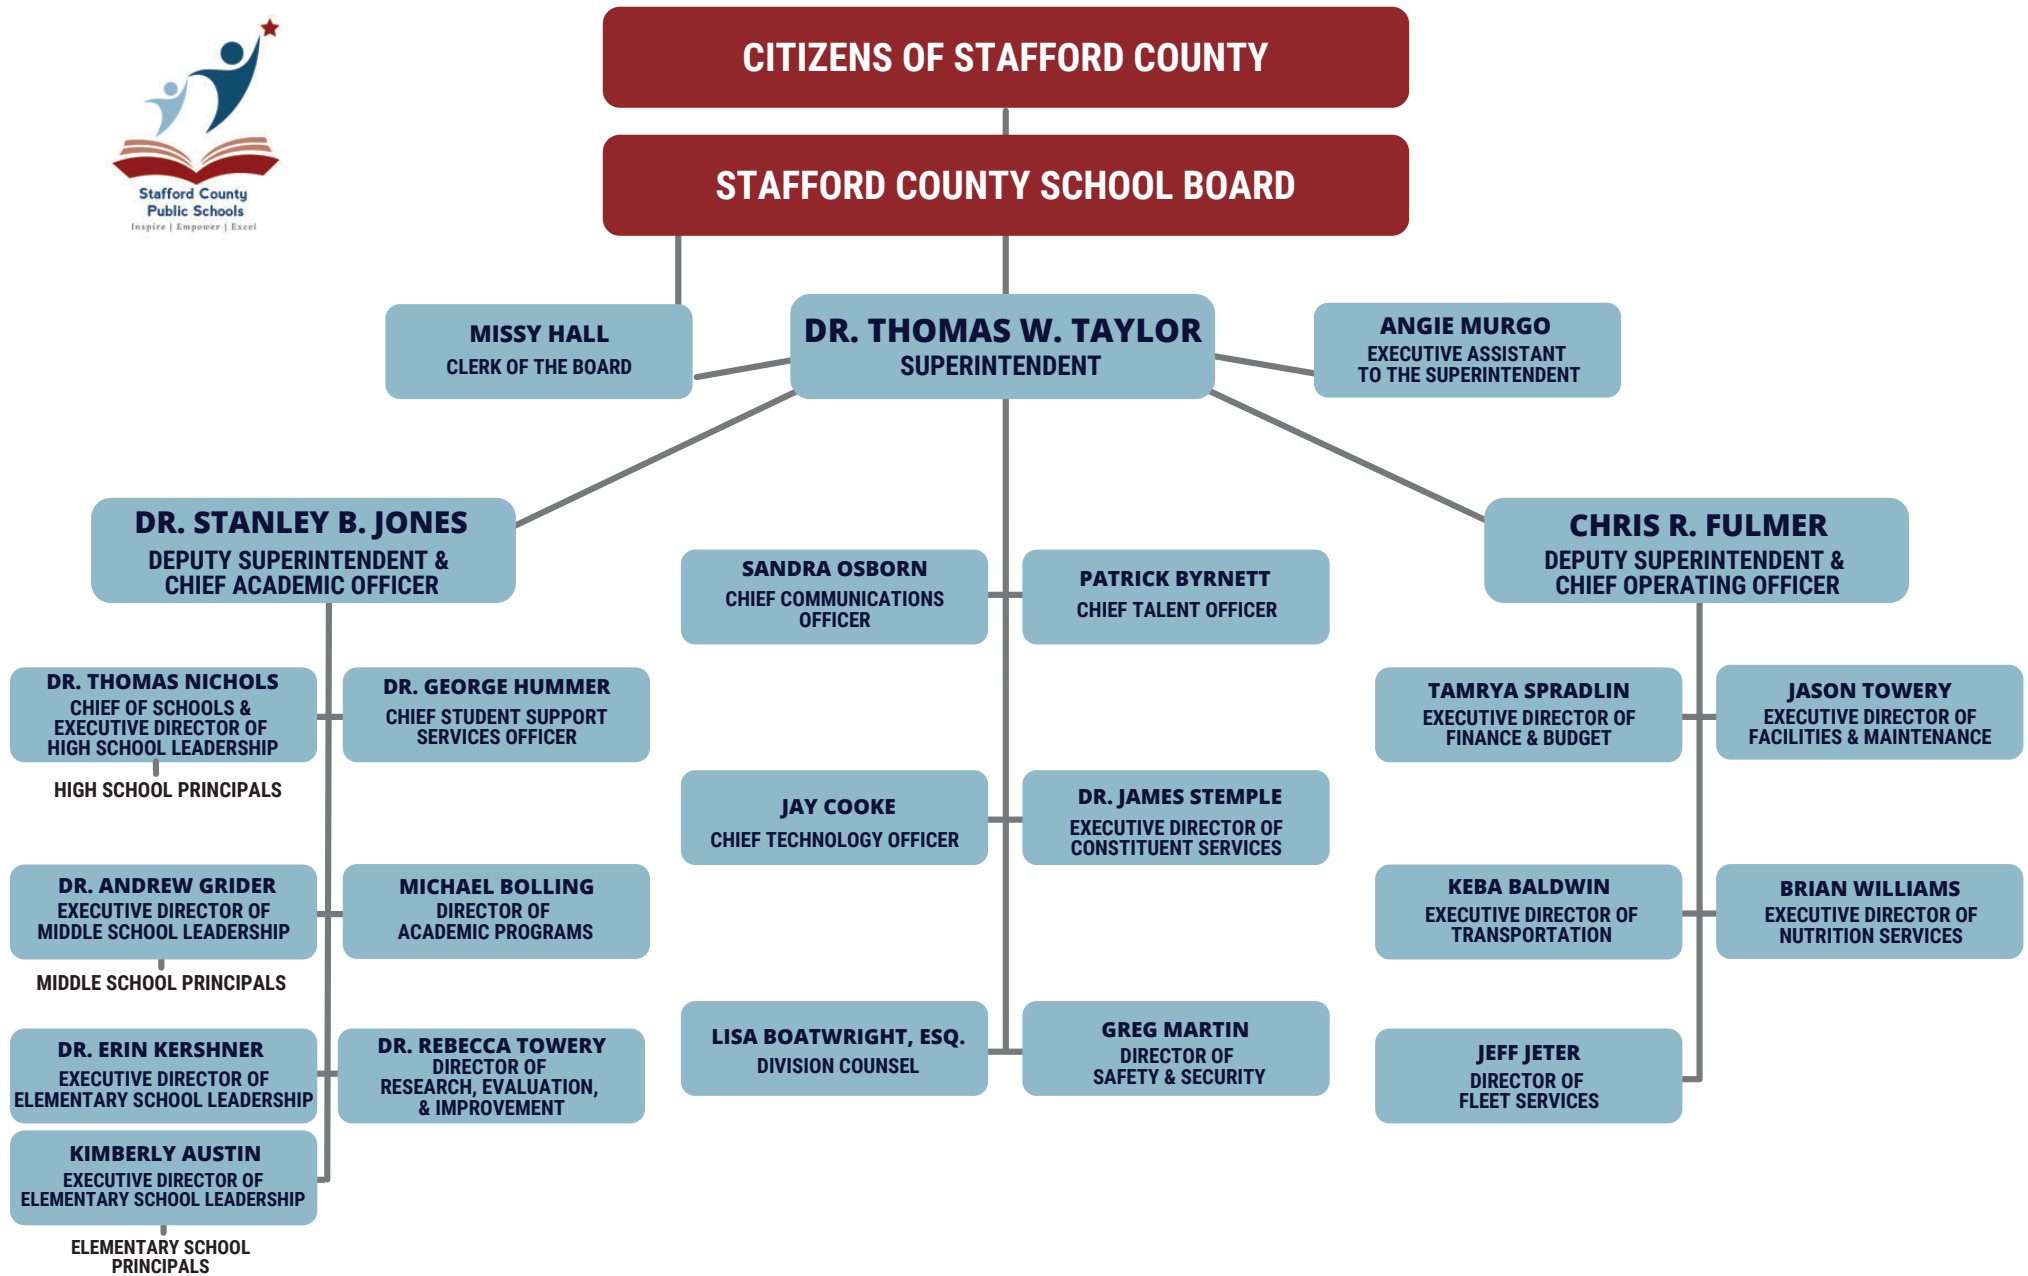 CITIZENS OF STAFFORD COUNTY
STAFFORD COUNTY SCHOOL BOARD
Stafford County
Public Schools
Inspire | Empower | Excel
MISSY HALL
CLERK OF THE BOARD
DR. THOMAS W. TAYLOR
SUPERINTENDENT
ANGIE MURGO
EXECUTIVE ASSISTANT
TO THE SUPERINTENDENT
DR. STANLEY B. JONES
DEPUTY SUPERINTENDENT &
CHIEF ACADEMIC OFFICER
DR. THOMAS NICHOLS
CHIEF OF SCHOOLS &
EXECUTIVE DIRECTOR OF
HIGH SCHOOL LEADERSHIP
HIGH SCHOOL PRINCIPALS
DR. GEORGE HUMMER
CHIEF STUDENT SUPPORT
SERVICES OFFICER
DR. ANDREW GRIDER
EXECUTIVE DIRECTOR OF
MIDDLE SCHOOL LEADERSHIP
MIDDLE SCHOOL PRINCIPALS
MICHAEL BOLLING
DIRECTOR OF
ACADEMIC PROGRAMS
DR. ERIN KERSHNER
EXECUTIVE DIRECTOR OF
ELEMENTARY SCHOOL LEADERSHIP
DR. REBECCA TOWERY
DIRECTOR OF
RESEARCH, EVALUATION,
& IMPROVEMENT
KIMBERLY AUSTIN
EXECUTIVE DIRECTOR OF
ELEMENTARY SCHOOL LEADERSHIP
ELEMENTARY SCHOOL
PRINCIPALS
SANDRA OSBORN
CHIEF COMMUNICATIONS
OFFICER
PATRICK BYRNETT
CHIEF TALENT OFFICER
JAY COOKE
CHIEF TECHNOLOGY OFFICER
DR. JAMES STEMPLE
EXECUTIVE DIRECTOR OF
CONSTITUENT SERVICES
LISA BOATWRIGHT, ESQ.
DIVISION COUNSEL
GREG MARTIN
DIRECTOR OF
SAFETY & SECURITY
CHRIS R. FULMER
DEPUTY SUPERINTENDENT &
CHIEF OPERATING OFFICER
TAMRYA SPRADLIN
EXECUTIVE DIRECTOR OF
FINANCE & BUDGET
JASON TOWERY
EXECUTIVE DIRECTOR OF
FACILITIES & MAINTENANCE
KEBA BALDWIN
EXECUTIVE DIRECTOR OF
TRANSPORTATION
BRIAN WILLIAMS
EXECUTIVE DIRECTOR OF
NUTRITION SERVICES
JEFF JETER
DIRECTOR OF
FLEET SERVICES